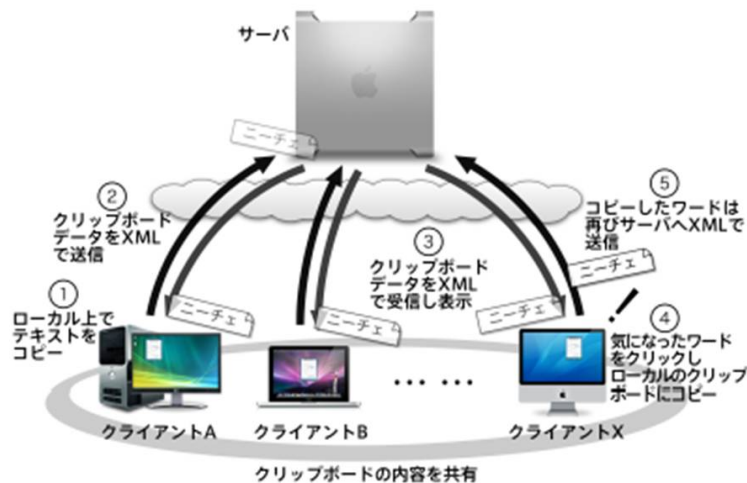 サーバ
ニーチェ
②
クリップボード
データをXML
で送信
⑤
コピーしたワードは
再びサーバへXMLで
送信
③
クリップボード
データをXML
で受信し表示
ニーチェ
①
ローカル上で
テキストを
コピー
ニーチェ
ニーチェ
ニーチェ
!
④
気になったワード
をクリックし
ローカルのクリップ
ボードにコピー
...... ......
クライアントA
クライアントB
クライアントX
クリップボードの内容を共有